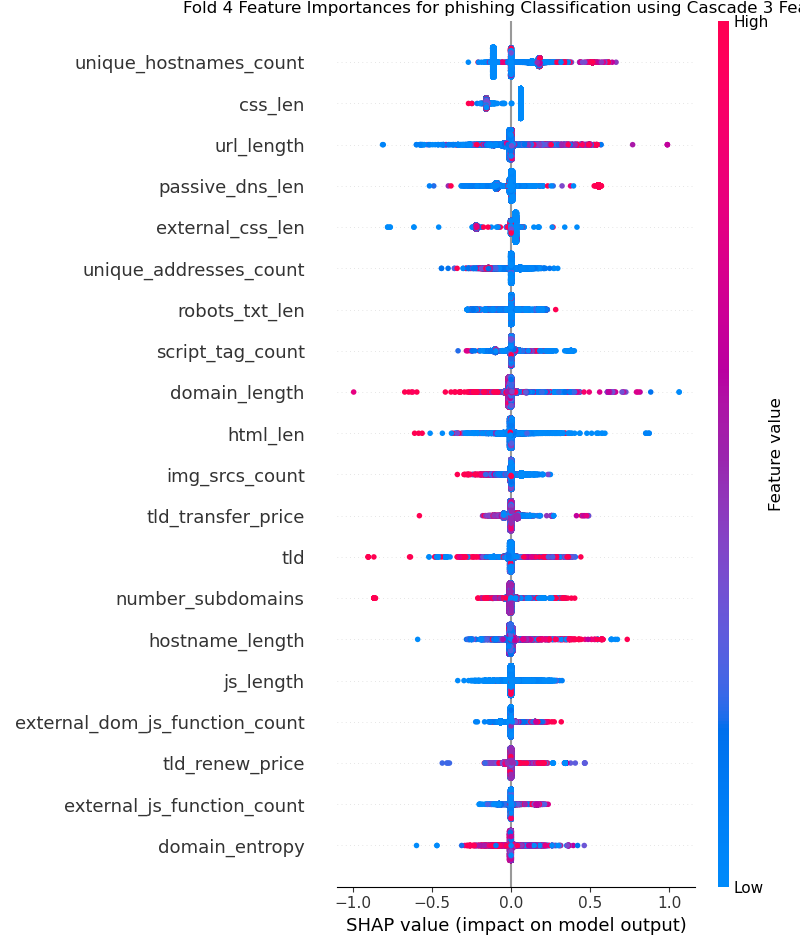 Fold 4 Feature Importances for phishing Classification using Cascade 3 Fea
High
unique_hostnames_count
css_len
url_length
passive_dns_len
external_css_len
unique_addresses_count
robots_txt_len
script_tag_count
domain_length
html_len
img_srcs_count
tld_transfer_price
tld
number_subdomains
hostname_length
js_length
external_dom_js_function_count
tld_renew_price
external_js_function_count
domain_entropy
Feature value
Low
−1.0 −0.5 0.0 0.5 1.0
SHAP value (impact on model output)